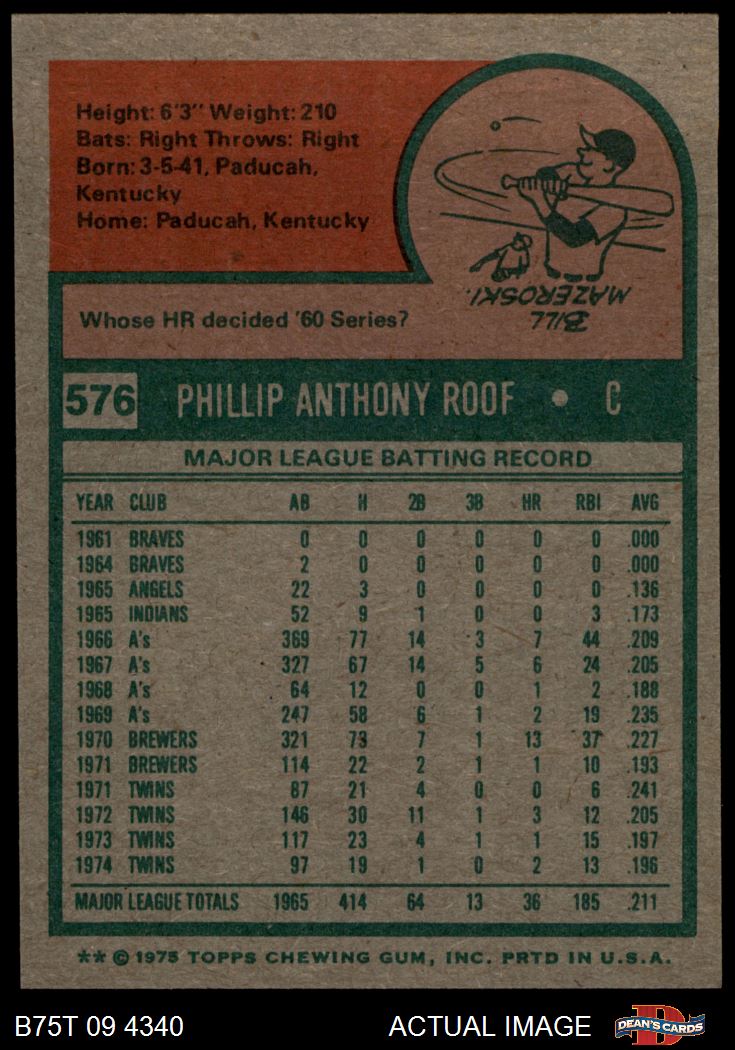 Height: 6'3" Weight: 210
Bats: Right Throws: Right
Born: 3-5-41, Paducah,
Kentucky
Home: Paducah, Kentucky
BILL
MAZEROSKI.
Whose HR decided '60 Series?
576 PHILLIP ANTHONY ROOF • C
MAJOR LEAGUE BATTING RECORD
YEAR CLUB AB H 2B 3B HR RBI AVG
1961 BRAVES 0 0 0 0 0 0 .000
1964 BRAVES 2 0 0 0 0 0 .000
1965 ANGELS 22 3 0 0 0 0 .136
1965 INDIANS 52 9 1 0 0 3 .173
1966 A's 369 77 14 3 7 44 .209
1967 A's 327 67 14 5 6 24 .205
1968 A's 64 12 0 0 1 2 .188
1969 A's 247 58 6 1 2 19 .235
1970 BREWERS 321 73 7 1 13 37 .227
1971 BREWERS 114 22 2 1 1 10 .193
1971 TWINS 87 21 4 0 0 6 .241
1972 TWINS 146 30 11 1 3 12 .205
1973 TWINS 117 23 4 1 1 15 .197
1974 TWINS 97 19 1 0 2 13 .196
MAJOR LEAGUE TOTALS 1965 414 64 13 36 185 .211
** © 1975 TOPPS CHEWING GUM, INC. PRTD IN U.S.A.
B75T 09 4340 ACTUAL IMAGE DEAN'S CARDS